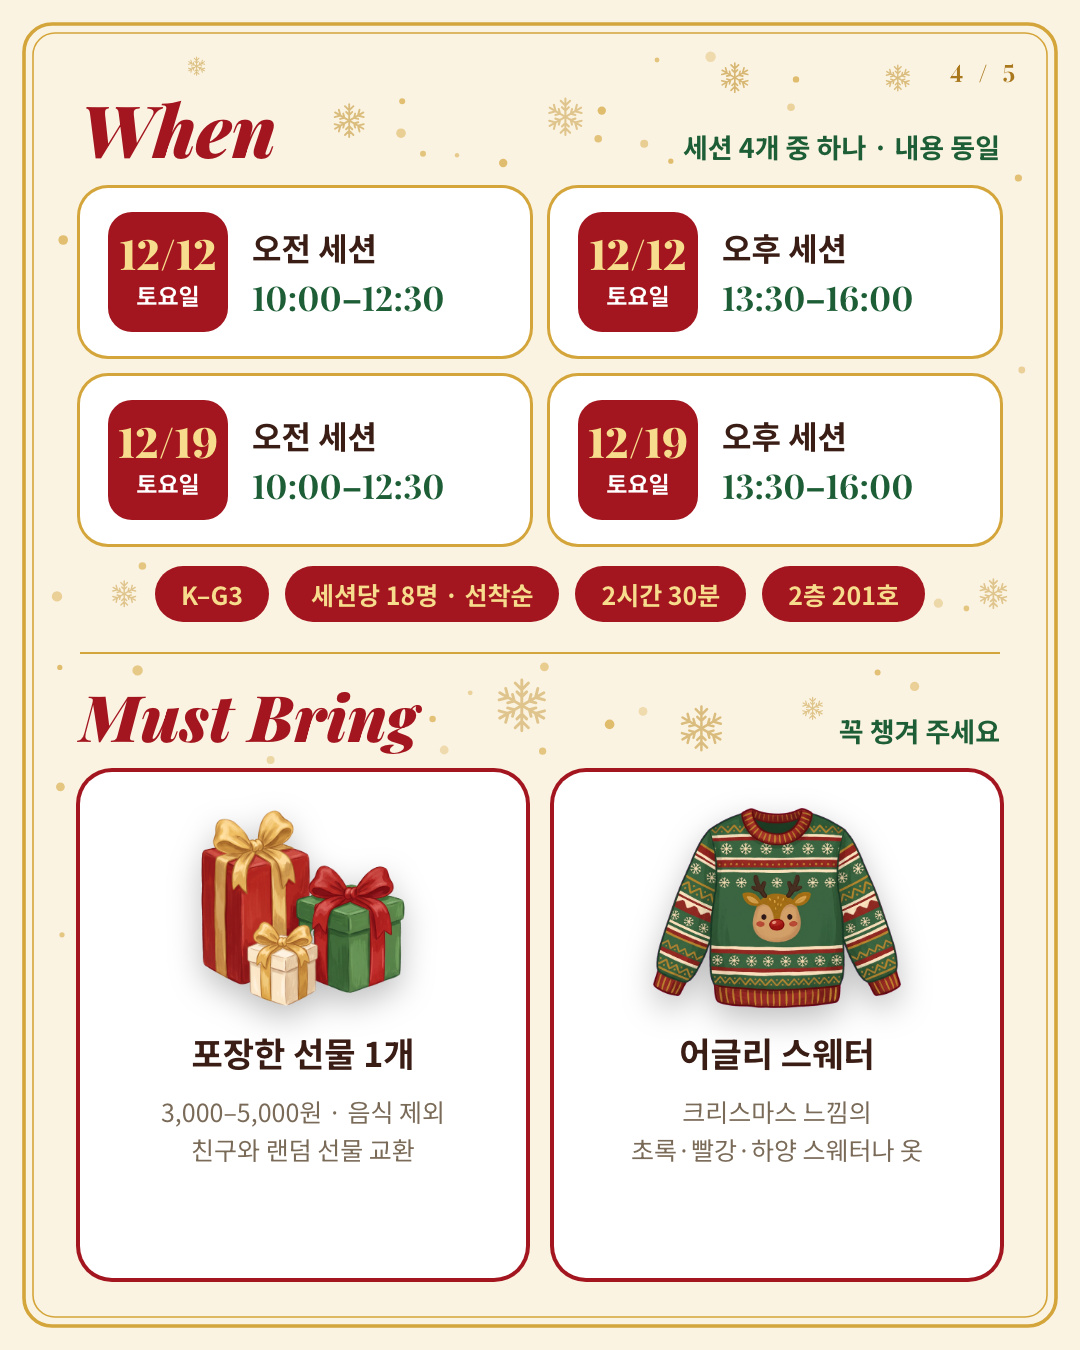 4 / 5
When
세션 4개 중 하나 · 내용 동일
12/12
토요일
오전 세션
10:00–12:30
12/12
토요일
오후 세션
13:30–16:00
12/19
토요일
오전 세션
10:00–12:30
12/19
토요일
오후 세션
13:30–16:00
K–G3
세션당 18명 · 선착순
2시간 30분
2층 201호
Must Bring
꼭 챙겨 주세요
포장한 선물 1개
3,000–5,000원 · 음식 제외
친구와 랜덤 선물 교환
어글리 스웨터
크리스마스 느낌의
초록·빨강·하양 스웨터나 옷